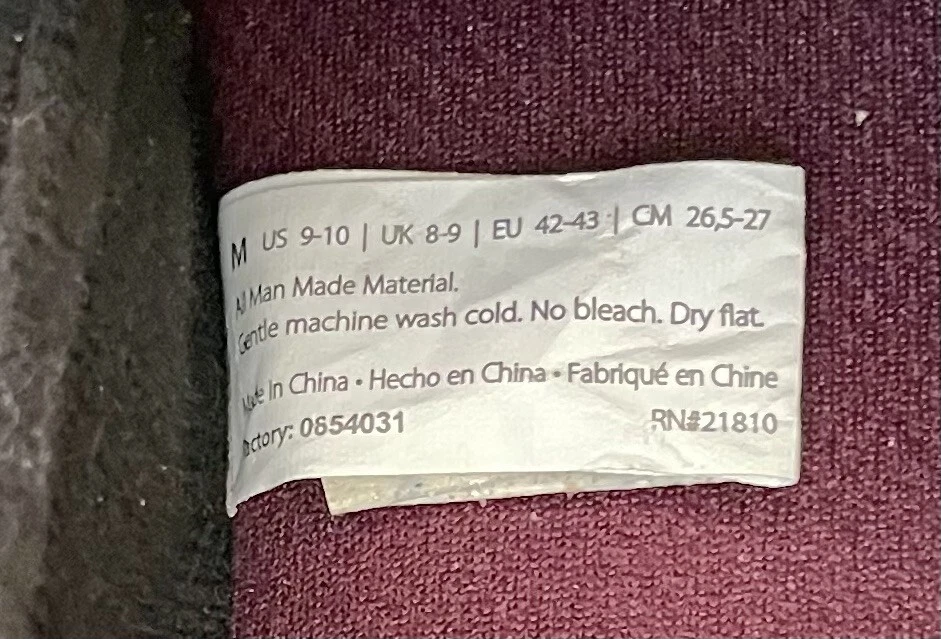 M US 9-10 | UK 8-9 | EU 42-43 | CM 26,5-27
All Man Made Material.
Gentle machine wash cold. No bleach. Dry flat.
Made In China • Hecho en China • Fabriqué en Chine
Factory: 0654031 RN#21810